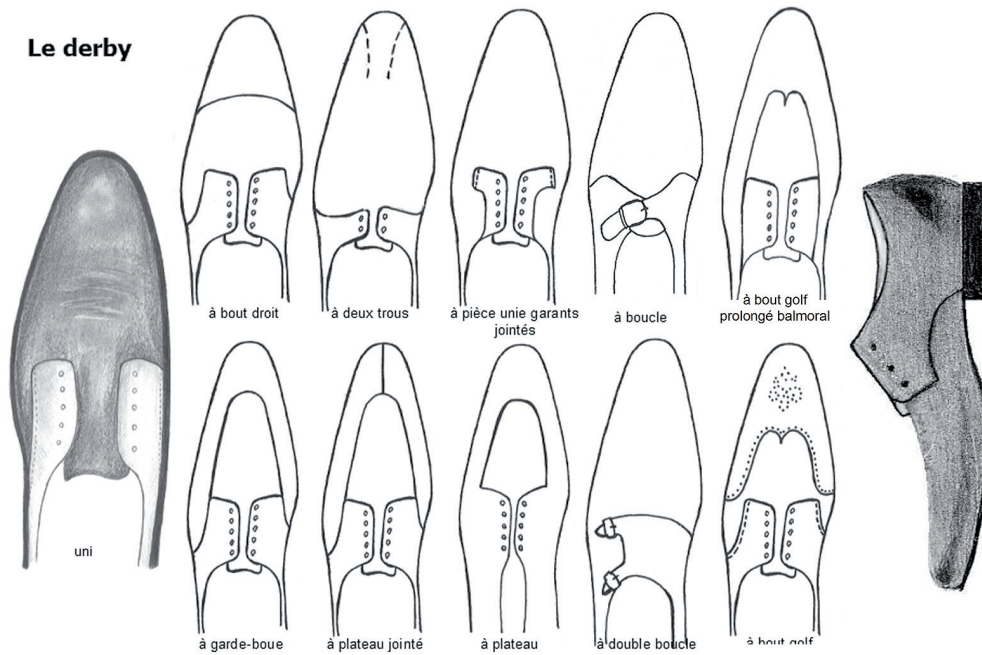 Le derby
à bout droit
à deux trous
à pièce unie garants
jointés
à boucle
à bout golf
prolongé balmoral
uni
à garde-boue
à plateau jointé
à plateau
à double boucle
à bout golf